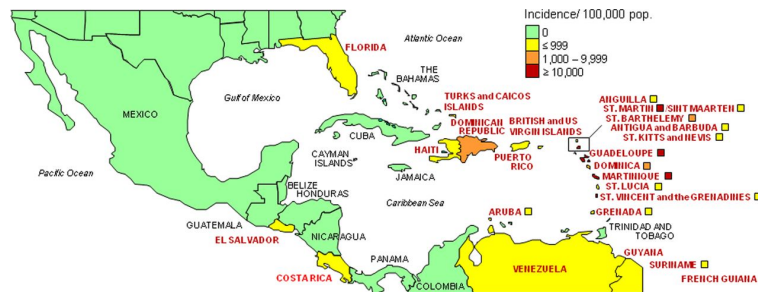 Incidence/ 100,000 pop.
0
≤ 999
1,000 – 9,999
≥ 10,000
FLORIDA
Atlantic Ocean
THE
BAHAMAS
Gulf of Mexico
MEXICO
TURKS and CAICOS
ISLANDS
ANGUILLA
ST. MARTIN /SINT MAARTEN
ST. BARTHELEMY
ANTIGUA and BARBUDA
ST. KITTS and NEVIS
DOMINICAN
REPUBLIC
BRITISH and US
VIRGIN ISLANDS
CUBA
HAITI
PUERTO
RICO
CAYMAN
ISLANDS
JAMAICA
GUADELOUPE
DOMINICA
MARTINIQUE
ST. LUCIA
ST. VINCENT and the GRENADINES
Pacific Ocean
BELIZE
HONDURAS
Caribbean Sea
ARUBA
GRENADA
GUATEMALA
EL SALVADOR
NICARAGUA
TRINIDAD and
TOBAGO
COSTA RICA
PANAMA
COLOMBIA
VENEZUELA
GUYANA
SURINAME
FRENCH GUIANA